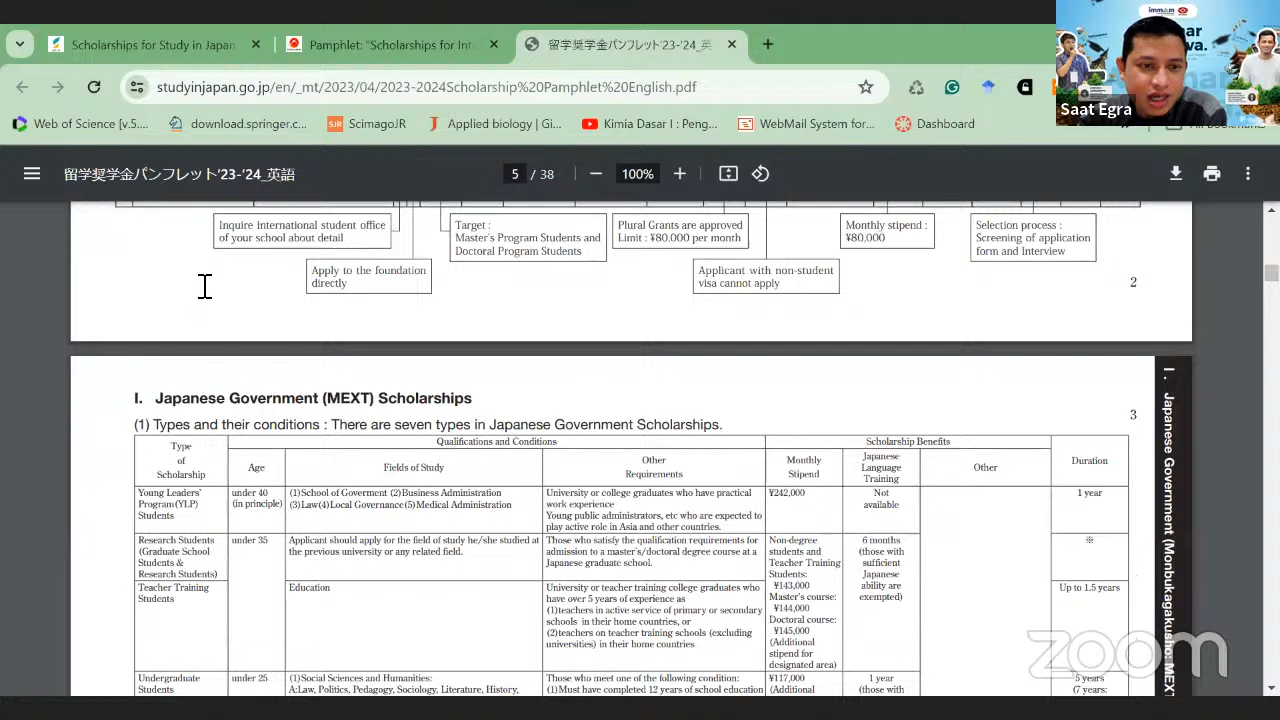 Scholarships for Study in Japan
Pamphlet: "Scholarships for Int
留学奨学金パンフレット'23-'24_英
studyinjapan.go.jp/en/_mt/2023/04/2023-2024Scholarship%20Pamphlet%20English.pdf
Web of Science [v.5....
download.springer.c...
SJR
ScimagoJR
Applied biology | Gi...
Kimia Dasar I : Peng...
WebMail System for...
Dashboard
immam
Saat Egra
留学奨学金パンフレット'23-'24_英語
5 / 38
100%
Inquire international student office
of your school about detail
Apply to the foundation
directly
Target :
Master's Program Students and
Doctoral Program Students
Plural Grants are approved
Limit : ¥80.000 per month
Applicant with non-student
visa cannot apply
Monthly stipend :
¥80,000
Selection process :
Screening of application
form and Interview
2
3
I. Japanese Government (MEXT) Scholarships
(1) Types and their conditions : There are seven types in Japanese Government Scholarships.
Type
of
Scholarship
Qualifications and Conditions
Scholarship Benefits
Duration
Age
Fields of Study
Other
Requirements
Monthly
Stipend
Japanese
Language
Training
Other
Young Leaders'
Program(YLP)
Students
under 40
(in principle)
(1)School of Goverment (2)Business Administration
(3)Law(4)Local Governance(5)Medical Administration
University or college graduates who have practical
work experience
Young public administrators, etc who are expected to
play active role in Asia and other countries.
¥242,000
Not
available
1 year
Research Students
(Graduate School
Students &
Research Students)
under 35
Applicant should apply for the field of study he/she studied at
the previous university or any related field.
Those who satisfy the qualification requirements for
admission to a master's/doctoral degree course at a
Japanese graduate school.
Non-degree
students and
Teacher Training
Students:
¥143,000
Master's course:
¥144,000
Doctoral course:
¥145,000
(Additional
stipend for
designated area)
6 months
(those with
sufficient
Japanese
ability are
exempted)
※
Teacher Training
Students
Education
University or teacher training college graduates who
have over 5 years of experience as
(1)teachers in active service of primary or secondary
schools in their home countries, or
(2)teachers on teacher training schools (excluding
universities) in their home countries
Up to 1.5 years
Undergraduate
Students
under 25
(1)Social Sciences and Humanities:
A:Law, Politics, Pedagogy, Sociology, Literature, History,
Those who meet one of the following condition:
(1)Must have completed 12 years of school education
¥117,000
(Additional
1 year
(those with
5 years
(7 years:
I. Japanese Government (Monbukagakusho: MEXT
zoom